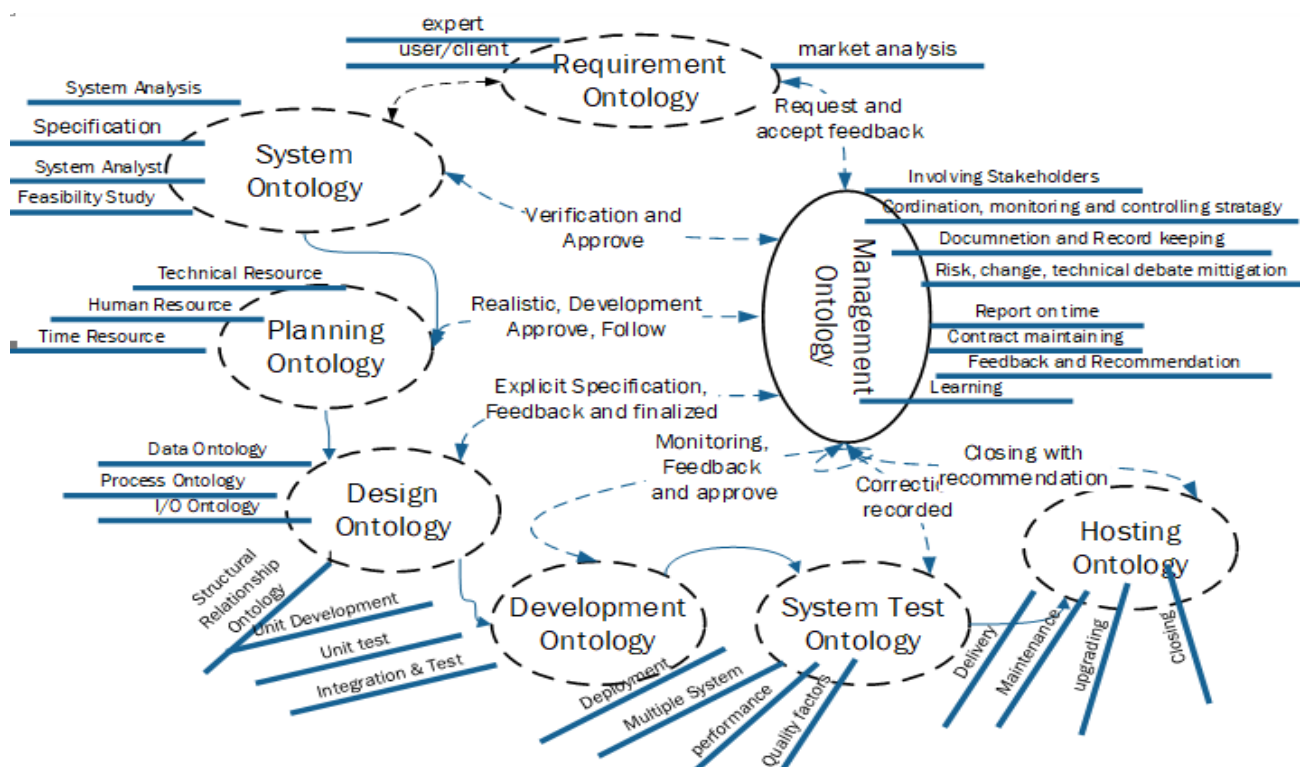 expert
user/client
market analysis
Requirement
Ontology
Request and
accept feedback
System Analysis
Specification
System Analyst
Feasibility Study
System
Ontology
Verification and
Approve
Involving Stakeholders
Cordination, monitoring and controlling stratagy
Documnetion and Record keeping
Risk, change, technical debate mittigation
Report on time
Contract maintaining
Feedback and Recommendation
Learning
Management
Ontology
Technical Resource
Human Resource
Time Resource
Planning
Ontology
Realistic, Development
Approve, Follow
Explicit Specification,
Feedback and finalized
Monitoring,
Feedback
and approve
Closing with
recommendation
Correcti
recorded
Data Ontology
Process Ontology
I/O Ontology
Structural
Relationship
Ontology
Design
Ontology
Hosting
Ontology
Unit Development
Unit test
Integration & Test
Development
Ontology
System Test
Ontology
Deployment
Multiple System
performance
Quality factors
Delivery
Maintenance
upgrading
Closing